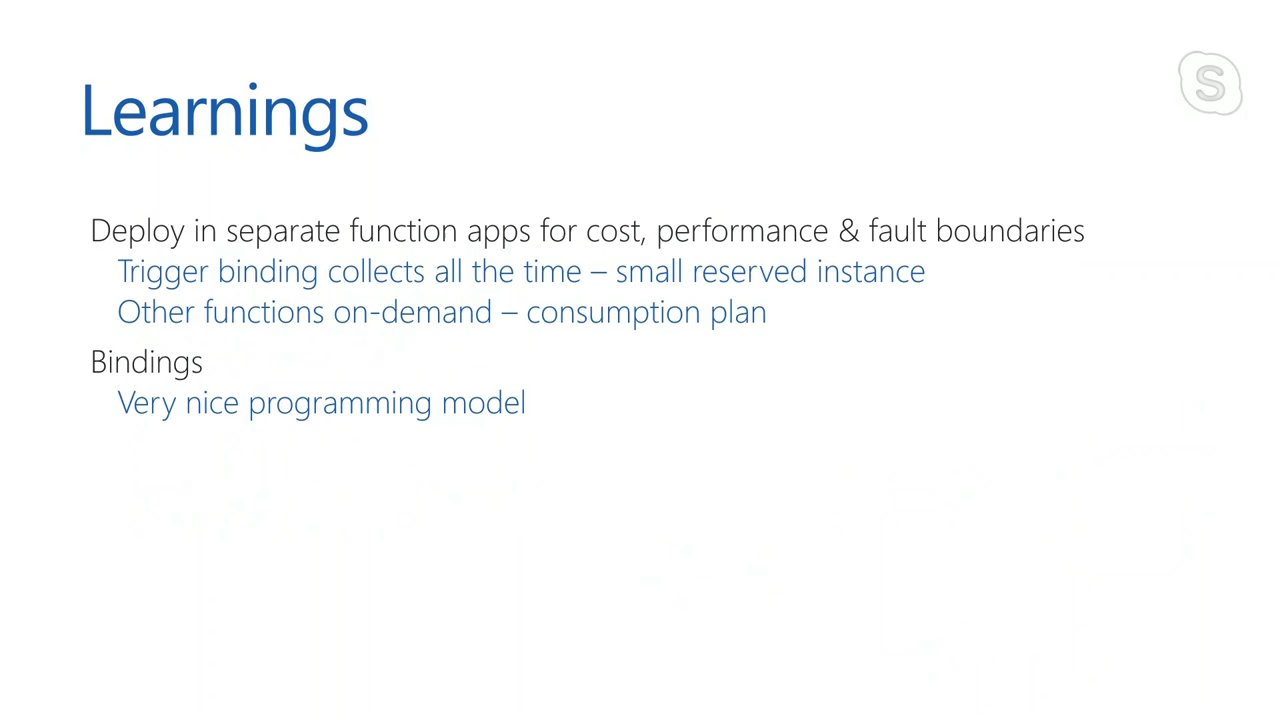 Learnings
S
Deploy in separate function apps for cost, performance & fault boundaries
Trigger binding collects all the time – small reserved instance
Other functions on-demand – consumption plan
Bindings
Very nice programming model